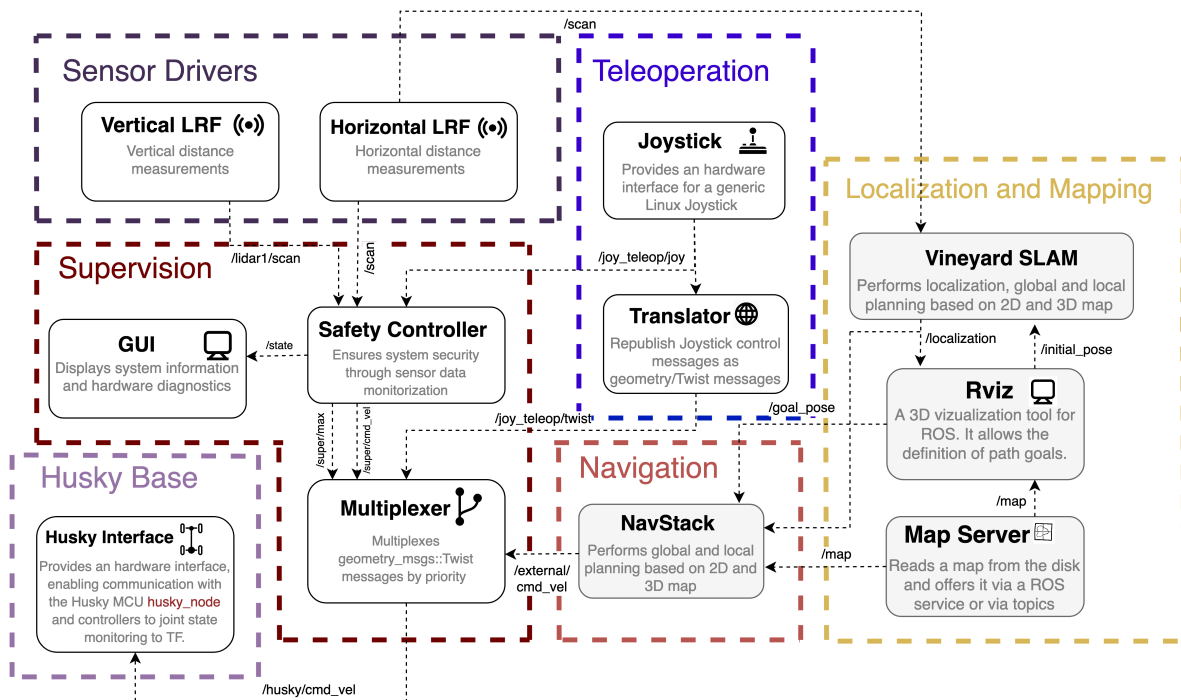 /scan
Sensor Drivers
Vertical LRF
Vertical distance
measurements
Horizontal LRF
Horizontal distance
measurements
/lidar1/scan
/scan
Teleoperation
Joystick
Provides an hardware
interface for a generic
Linux Joystick
/joy_teleop/joy
Translator
Republish Joystick control
messages as
geometry/Twist messages
/joy_teleop/twist
Localization and Mapping
Vineyard SLAM
Performs localization, global and local
planning based on 2D and 3D map
/localization
/initial_pose
Rviz
A 3D vizualization tool for
ROS. It allows the
definition of path goals.
/goal_pose
/map
Map Server
Reads a map from the disk
and offers it via a ROS
service or via topics
/map
Supervision
GUI
Displays system information
and hardware diagnostics
/state
Safety Controller
Ensures system security
through sensor data
monitorization
/super/max
/super/cmd_vel
Multiplexer
Multiplexes
geometry_msgs::Twist
messages by priority
Navigation
NavStack
Performs global and local
planning based on 2D and
3D map
/external/
cmd_vel
Husky Base
Husky Interface
Provides an hardware interface,
enabling communication with
the Husky MCU husky_node
and controllers to joint state
monitoring to TF.
/husky/cmd_vel